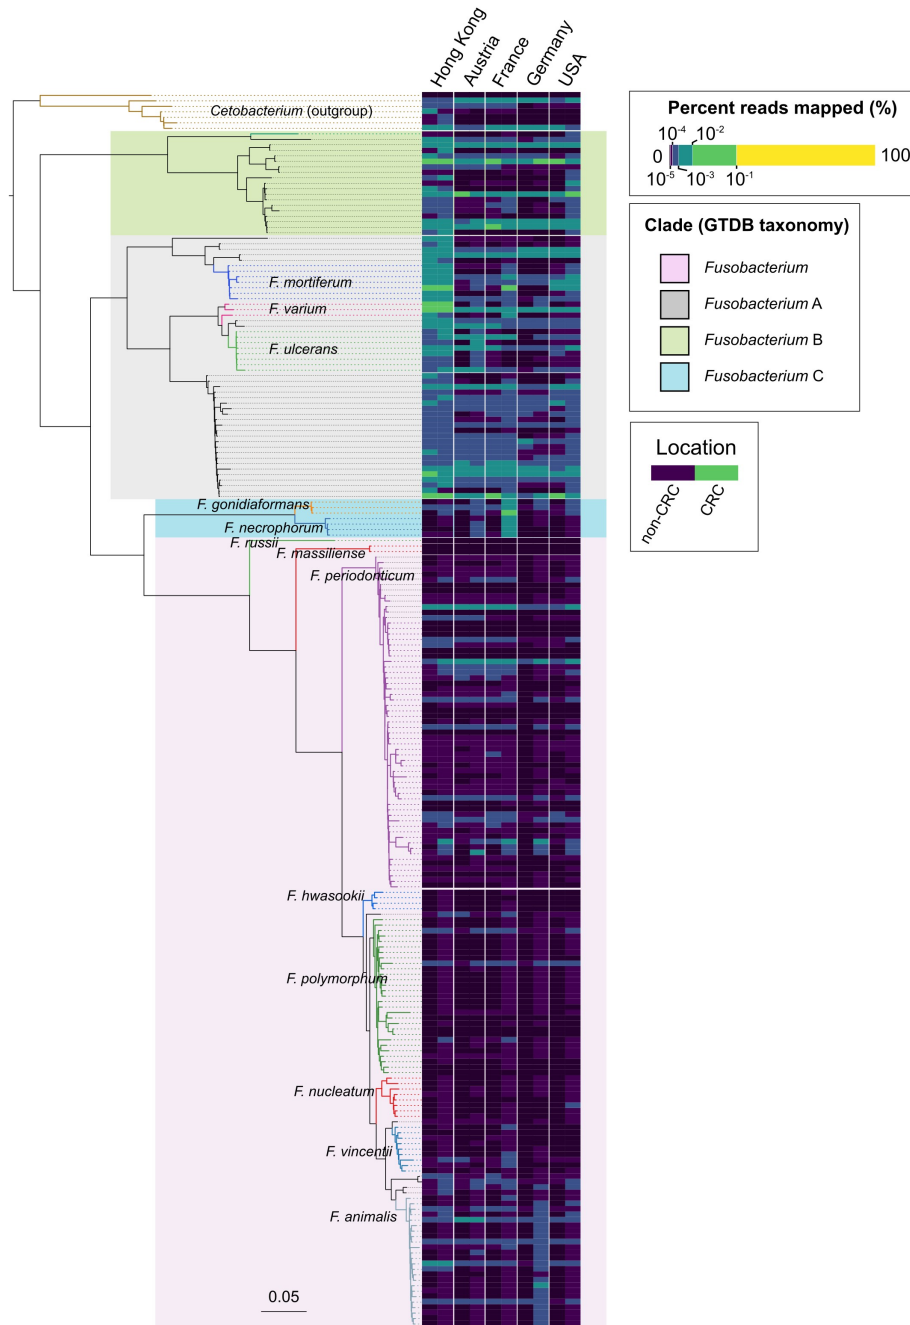 Hong Kong
Austria
France
Germany
USA
Cetobacterium (outgroup)
F. mortiferum
F. varium
F. ulcerans
F. gonidiaformans
F. necrophorum
F. russii
F. massiliense
F. periodonticum
F. hwasookii
F. polymorphum
F. nucleatum
F. vincentii
F. animalis
0.05
Percent reads mapped (%)
10⁻⁴ 10⁻²
0 100
10⁻⁵ 10⁻³ 10⁻¹
Clade (GTDB taxonomy)
Fusobacterium
Fusobacterium A
Fusobacterium B
Fusobacterium C
Location
non-CRC
CRC